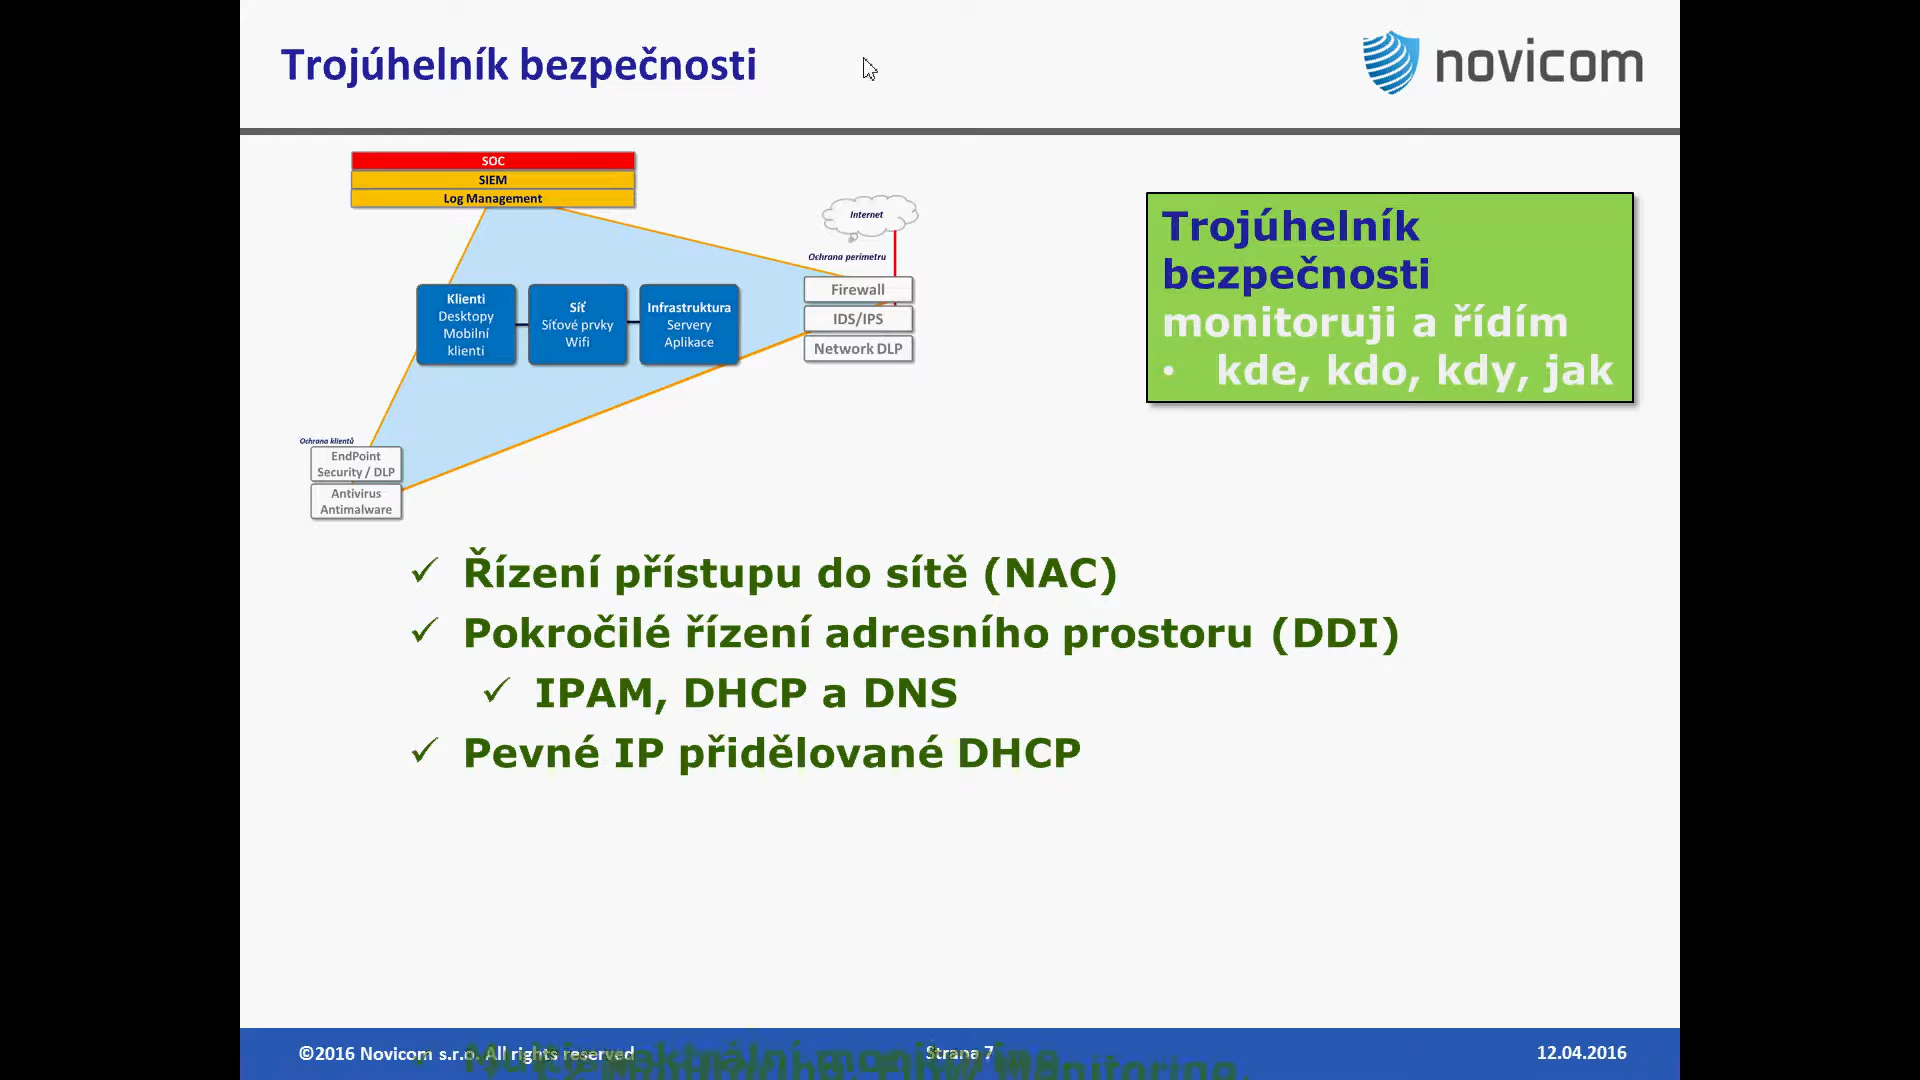 Trojúhelník bezpečnosti
novicom
SOC
SIEM
Log Management
Internet
Ochrana perimetru
Firewall
IDS/IPS
Network DLP
Klienti
Desktopy
Mobilní
klienti
Síť
Síťové prvky
Wifi
Infrastruktura
Servery
Aplikace
Ochrana klientů
EndPoint
Security / DLP
Antivirus
Antimalware
Trojúhelník
bezpečnosti
monitoruji a řídím
• kde, kdo, kdy, jak
✓ Řízení přístupu do sítě (NAC)
✓ Pokročilé řízení adresního prostoru (DDI)
✓ IPAM, DHCP a DNS
✓ Pevné IP přidělované DHCP
©2016 Novicom s.r.o. All rights reserved
Strana 7
12.04.2016